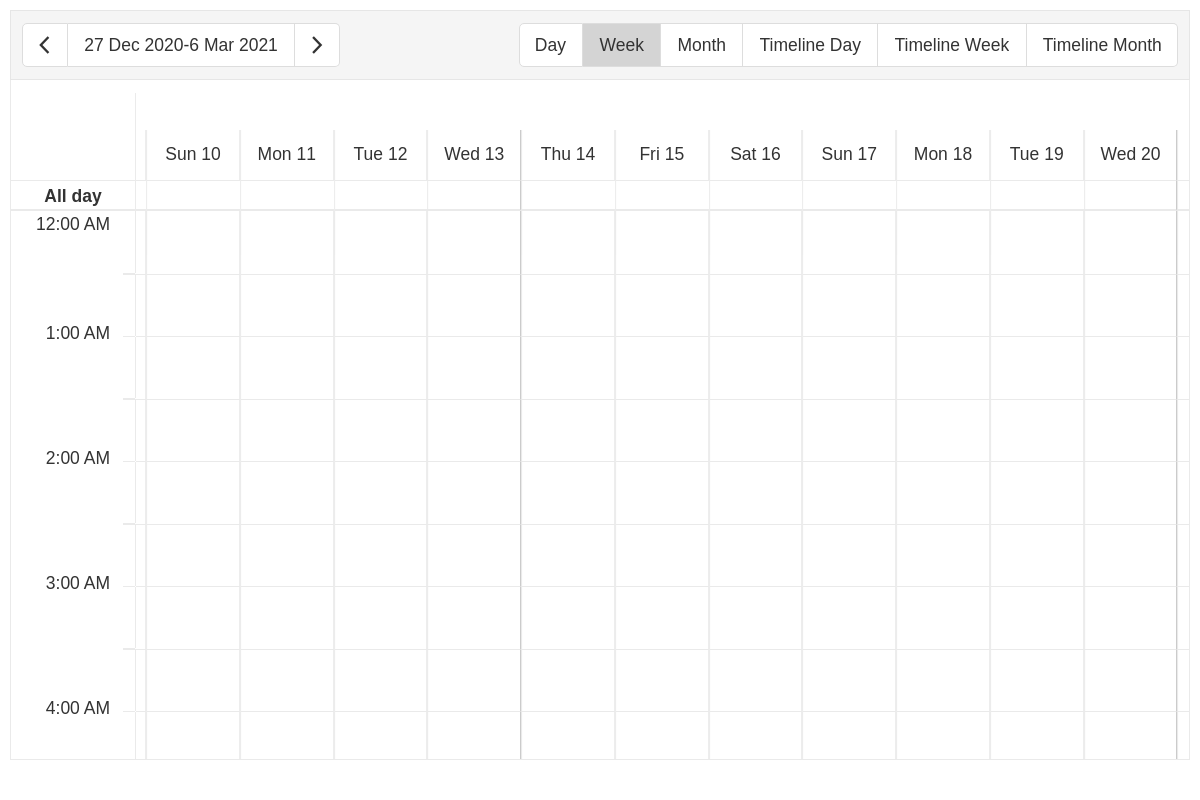 27 Dec 2020-6 Mar 2021 Day Week Month Timeline Day Timeline Week Timeline Month
Sun 10 Mon 11 Tue 12 Wed 13 Thu 14 Fri 15 Sat 16 Sun 17 Mon 18 Tue 19 Wed 20
All day
12:00 AM
1:00 AM
2:00 AM
3:00 AM
4:00 AM